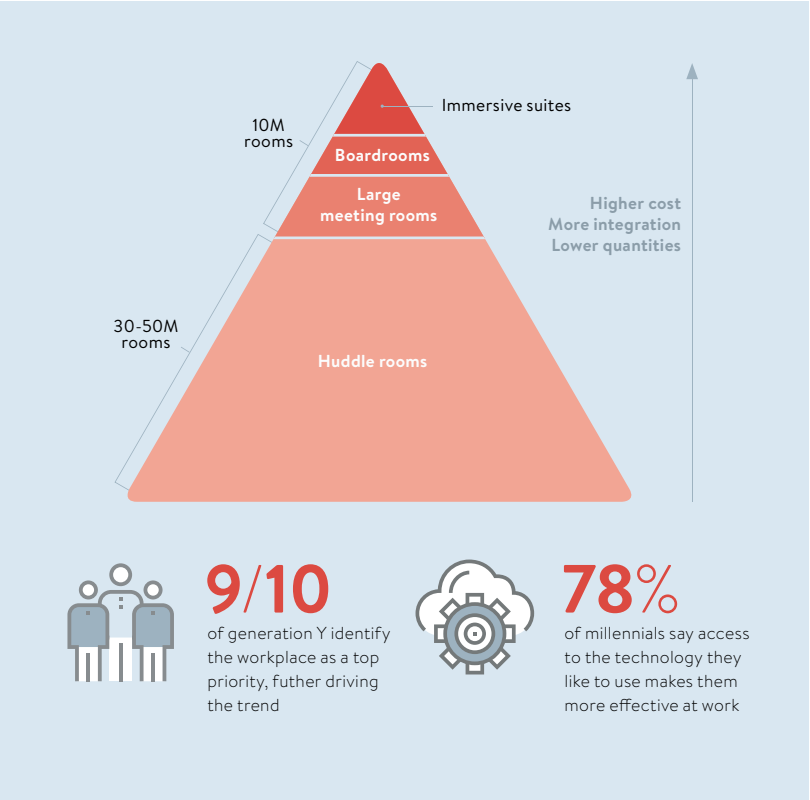 Immersive suites
10M
rooms
Boardrooms
Large
meeting rooms
Higher cost
More integration
Lower quantities
30-50M
rooms
Huddle rooms
9/10
of generation Y identify
the workplace as a top
priority, futher driving
the trend
78%
of millennials say access
to the technology they
like to use makes them
more effective at work